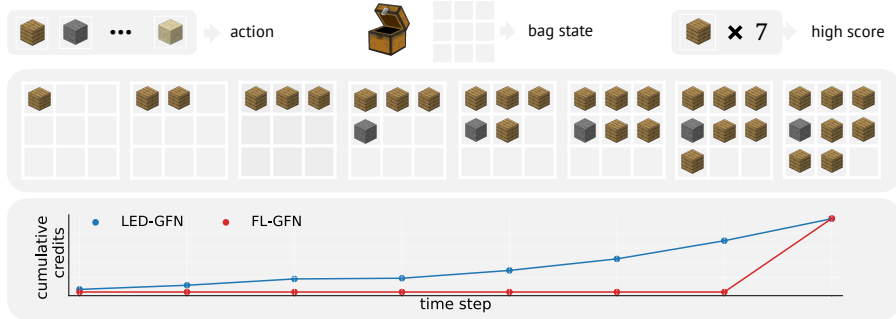 ••• action
bag state
× 7 high score
LED-GFN
FL-GFN
cumulative
credits
time step